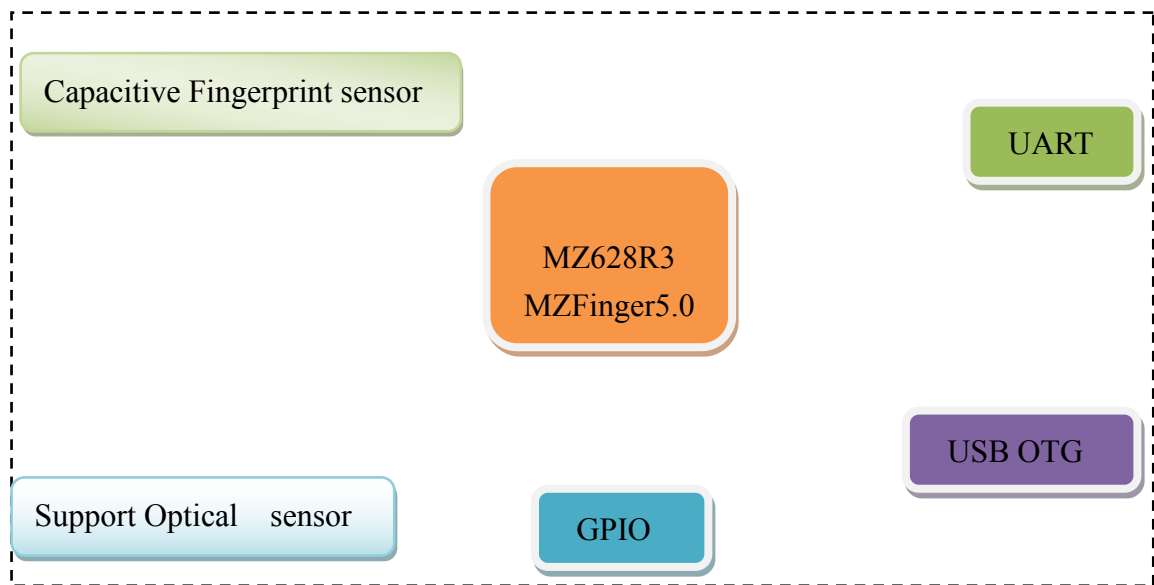 Capacitive Fingerprint sensor
UART
MZ628R3
MZFinger5.0
USB OTG
Support Optical sensor
GPIO